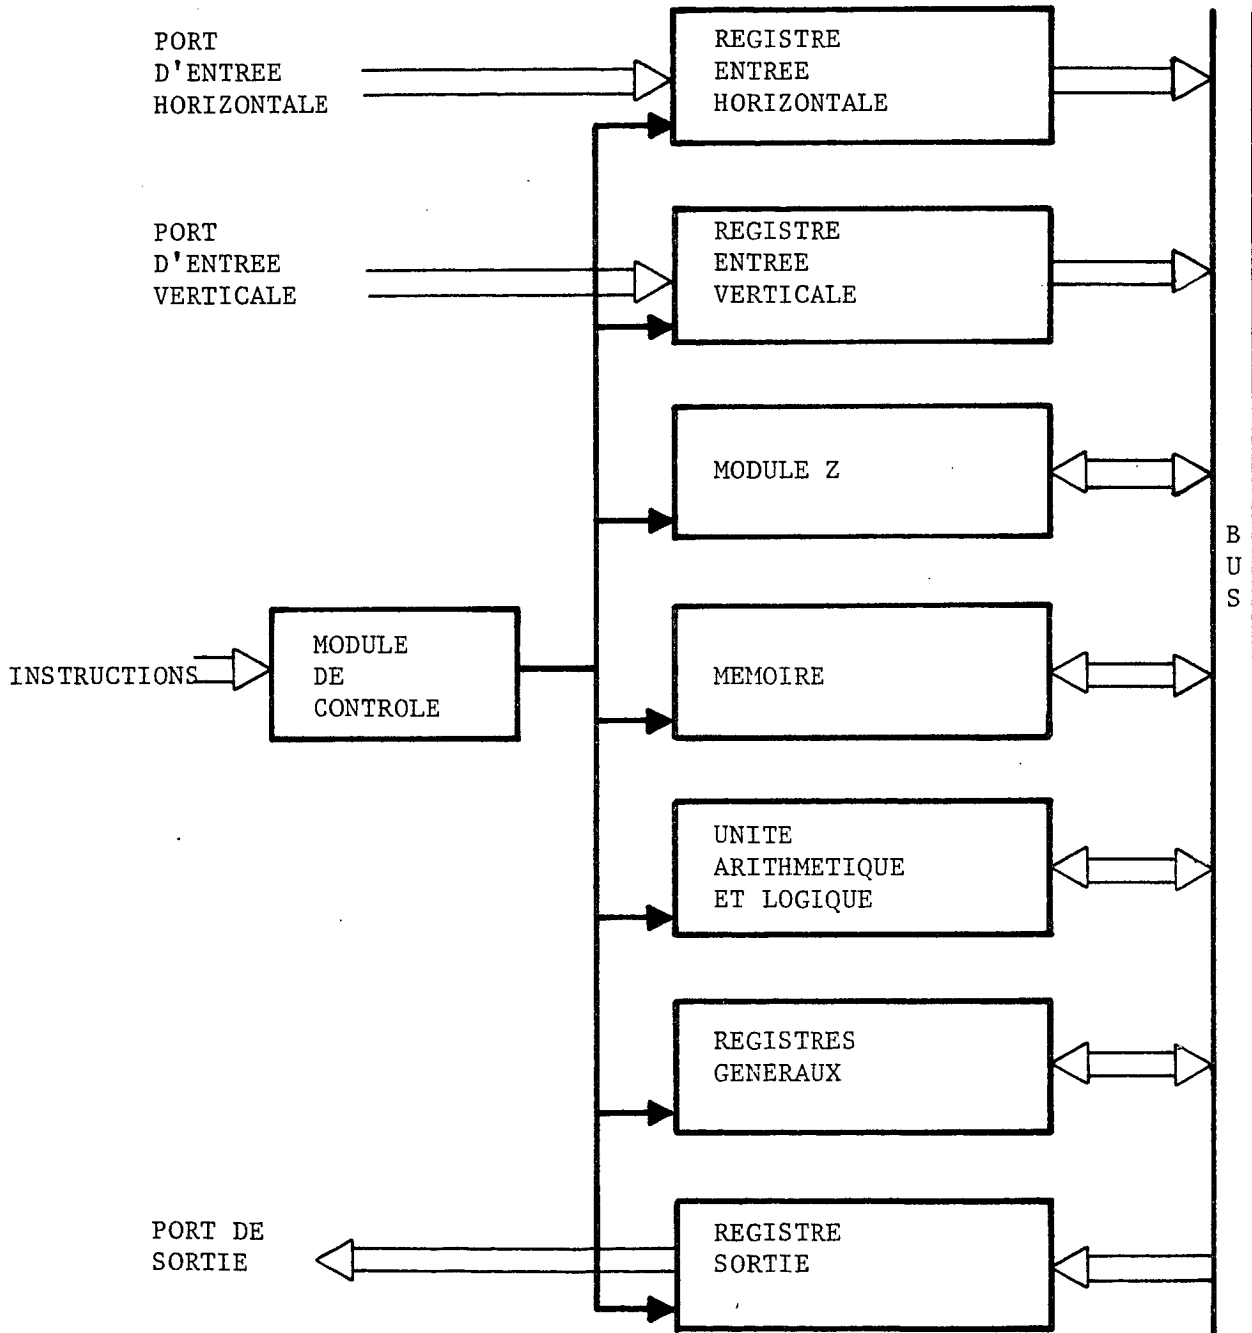 PORT
D'ENTREE
HORIZONTALE
REGISTRE
ENTREE
HORIZONTALE
PORT
D'ENTREE
VERTICALE
REGISTRE
ENTREE
VERTICALE
MODULE Z
B
U
S
INSTRUCTIONS
MODULE
DE
CONTROLE
MEMOIRE
UNITE
ARITHMETIQUE
ET LOGIQUE
REGISTRES
GENERAUX
PORT DE
SORTIE
REGISTRE
SORTIE